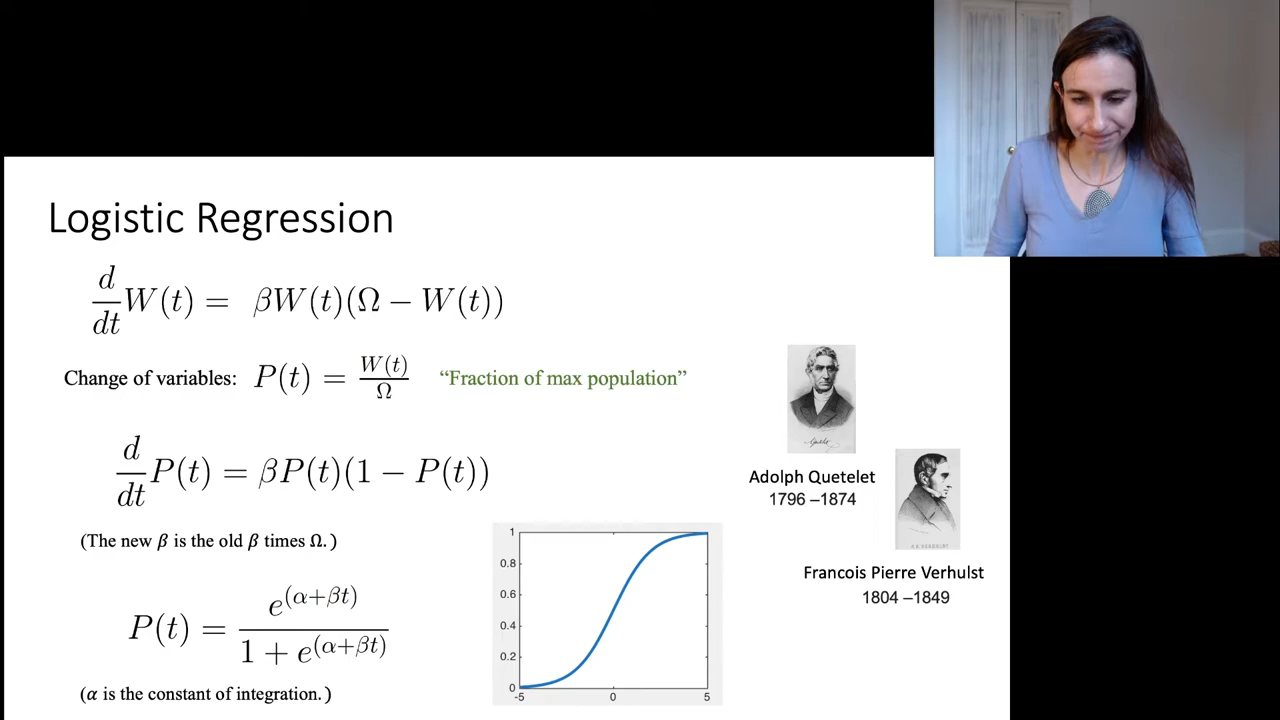 Logistic Regression
d/dt W(t) = βW(t)(Ω − W(t))
Change of variables: P(t) = W(t)/Ω “Fraction of max population”
d/dt P(t) = βP(t)(1 − P(t))
(The new β is the old β times Ω.)
P(t) = e^(α+βt) / 1 + e^(α+βt)
(α is the constant of integration.)
1
0.8
0.6
0.4
0.2
0
-5 0 5
Adolph Quetelet
1796 –1874
Francois Pierre Verhulst
1804 –1849